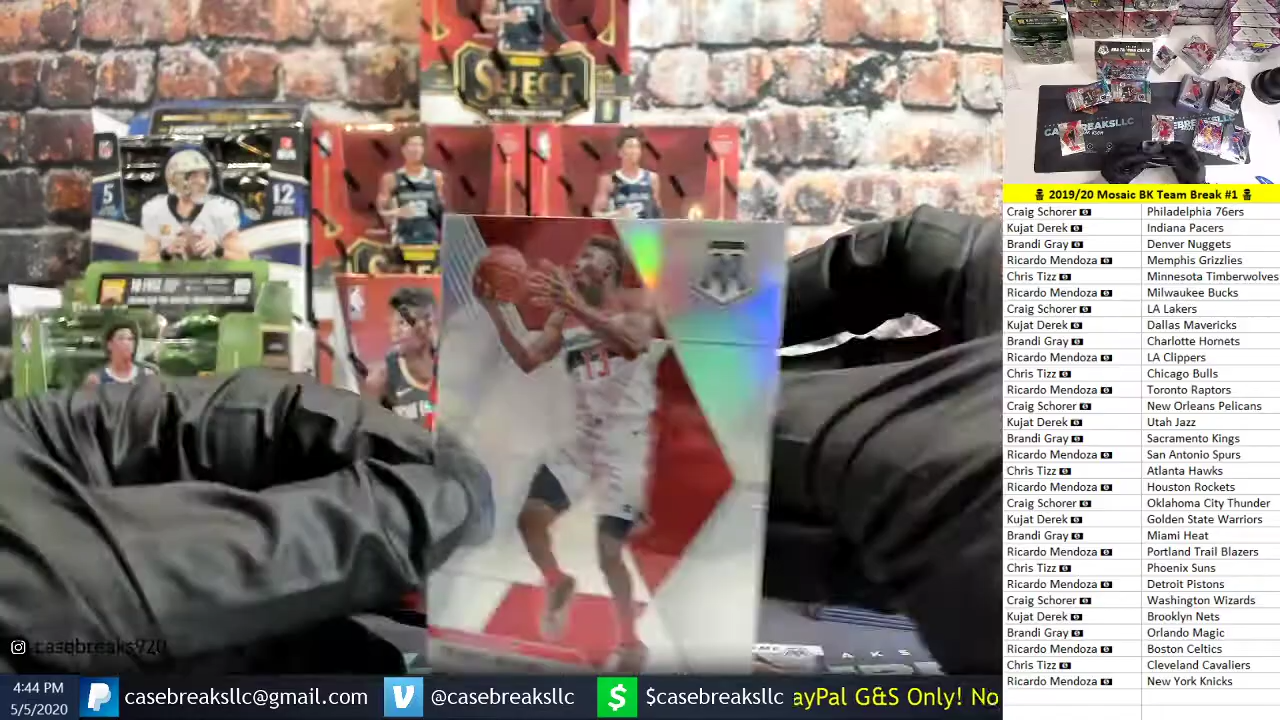 SELECT
5
12
13
CASEBREAKSLLC
2019/20 Mosaic BK Team Break #1
Craig Schorer Philadelphia 76ers
Kujat Derek Indiana Pacers
Brandi Gray Denver Nuggets
Ricardo Mendoza Memphis Grizzlies
Chris Tizz Minnesota Timberwolves
Ricardo Mendoza Milwaukee Bucks
Craig Schorer LA Lakers
Kujat Derek Dallas Mavericks
Brandi Gray Charlotte Hornets
Ricardo Mendoza LA Clippers
Chris Tizz Chicago Bulls
Ricardo Mendoza Toronto Raptors
Craig Schorer New Orleans Pelicans
Kujat Derek Utah Jazz
Brandi Gray Sacramento Kings
Ricardo Mendoza San Antonio Spurs
Chris Tizz Atlanta Hawks
Ricardo Mendoza Houston Rockets
Craig Schorer Oklahoma City Thunder
Kujat Derek Golden State Warriors
Brandi Gray Miami Heat
Ricardo Mendoza Portland Trail Blazers
Chris Tizz Phoenix Suns
Ricardo Mendoza Detroit Pistons
Craig Schorer Washington Wizards
Kujat Derek Brooklyn Nets
Brandi Gray Orlando Magic
Ricardo Mendoza Boston Celtics
Chris Tizz Cleveland Cavaliers
Ricardo Mendoza New York Knicks
casebreaks920
4:44 PM
5/5/2020
casebreaksllc@gmail.com
@casebreaksllc
$casebreaksllc
ayPal G&S Only! No